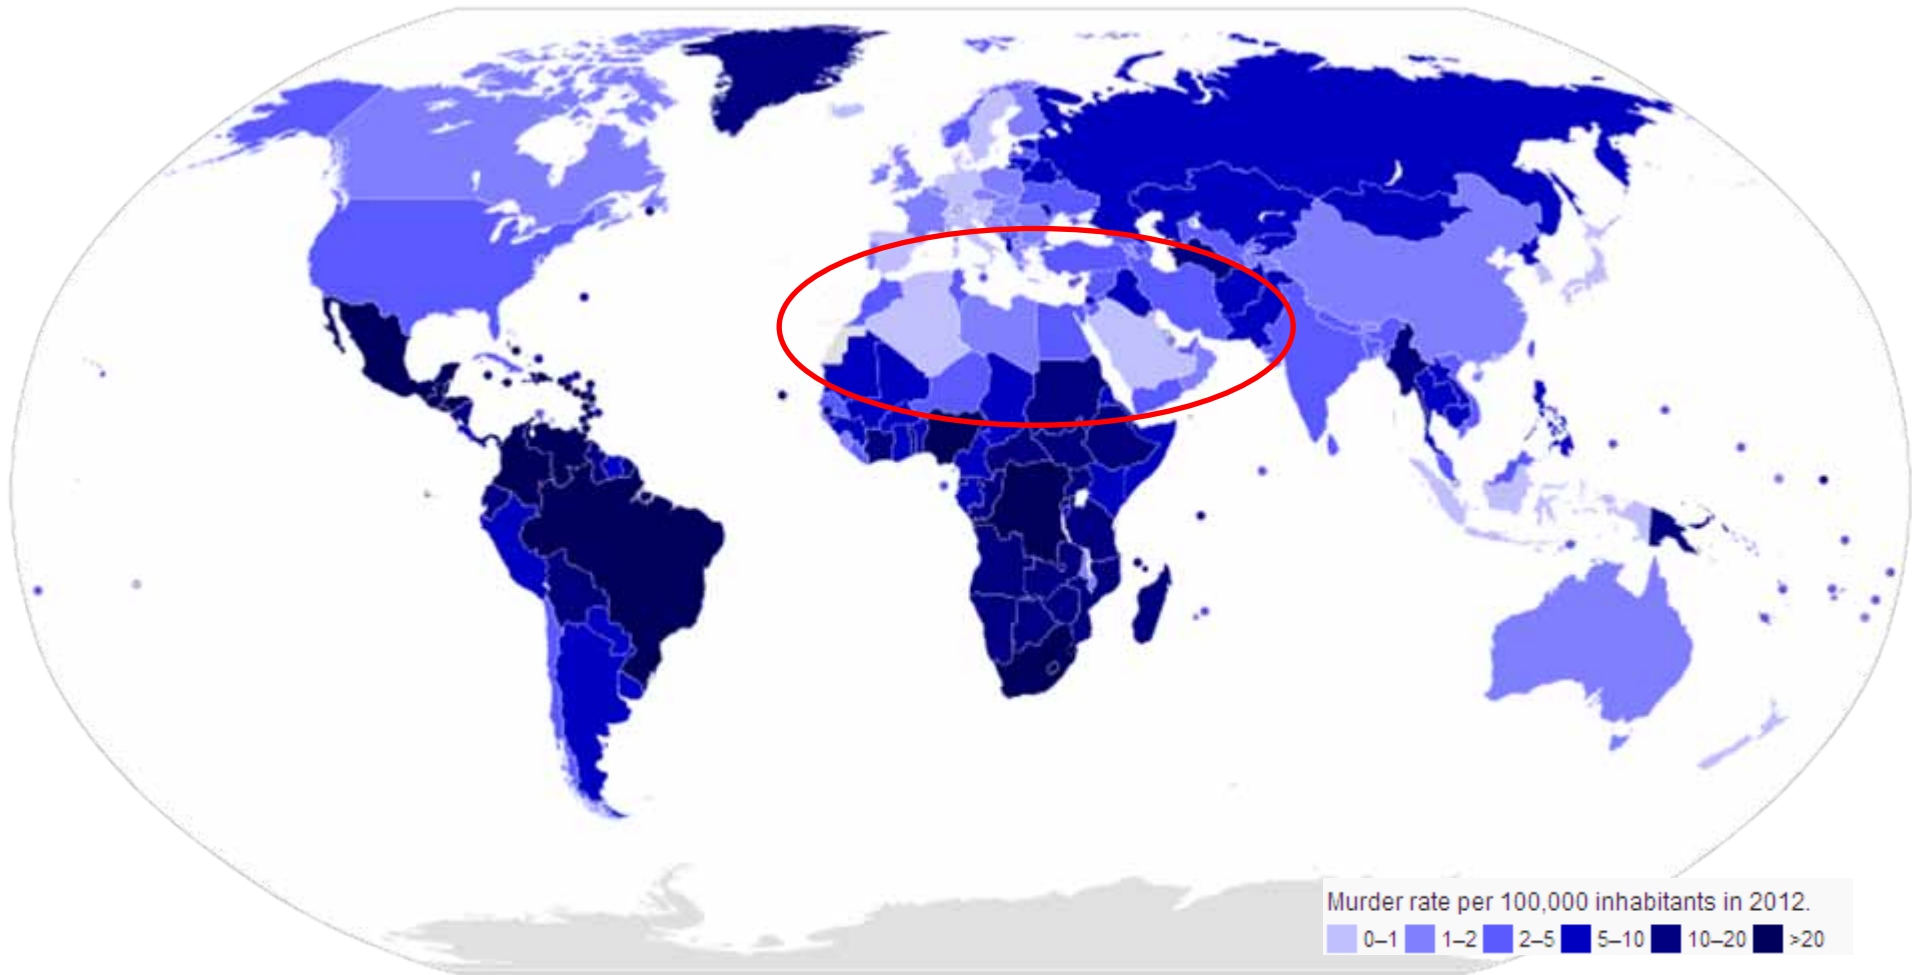 Murder rate per 100,000 inhabitants in 2012.
0–1 1–2 2–5 5–10 10–20 >20